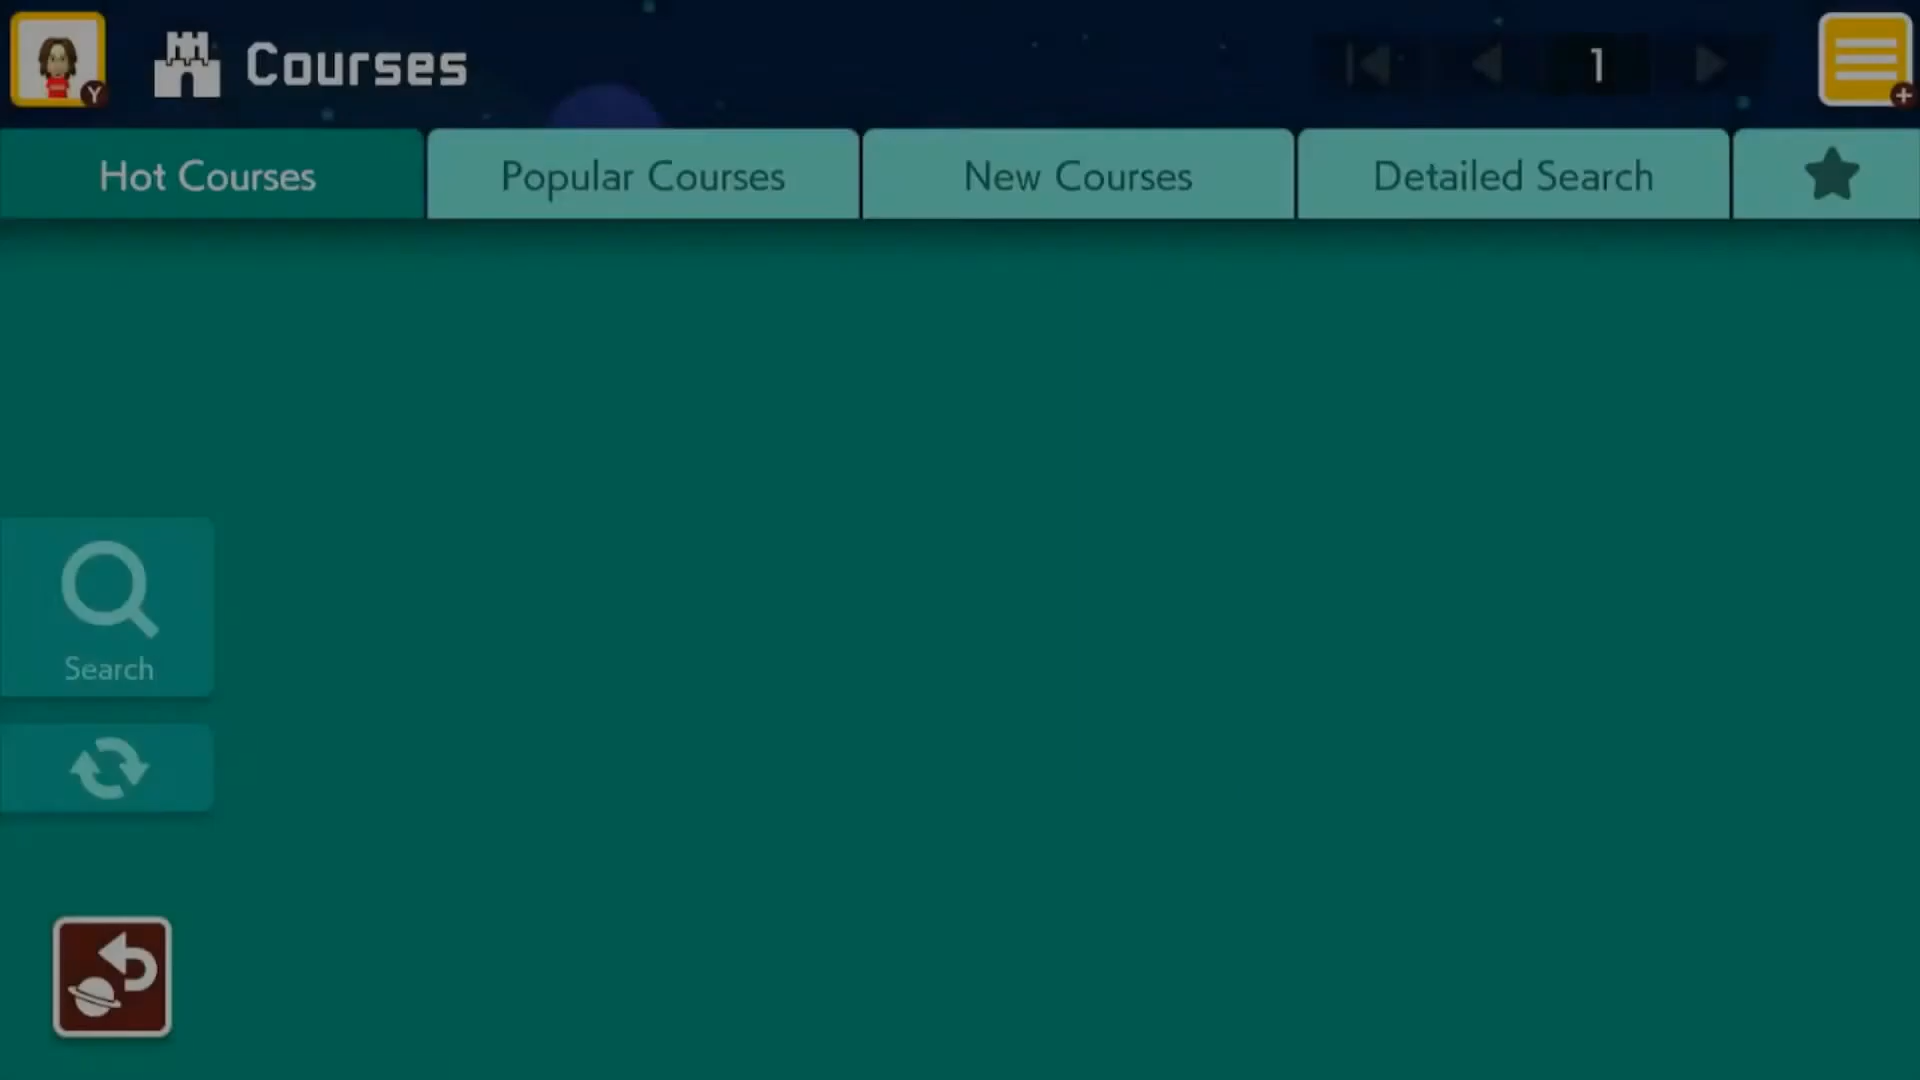 Y
Courses
1
+
Hot Courses
Popular Courses
New Courses
Detailed Search
Search